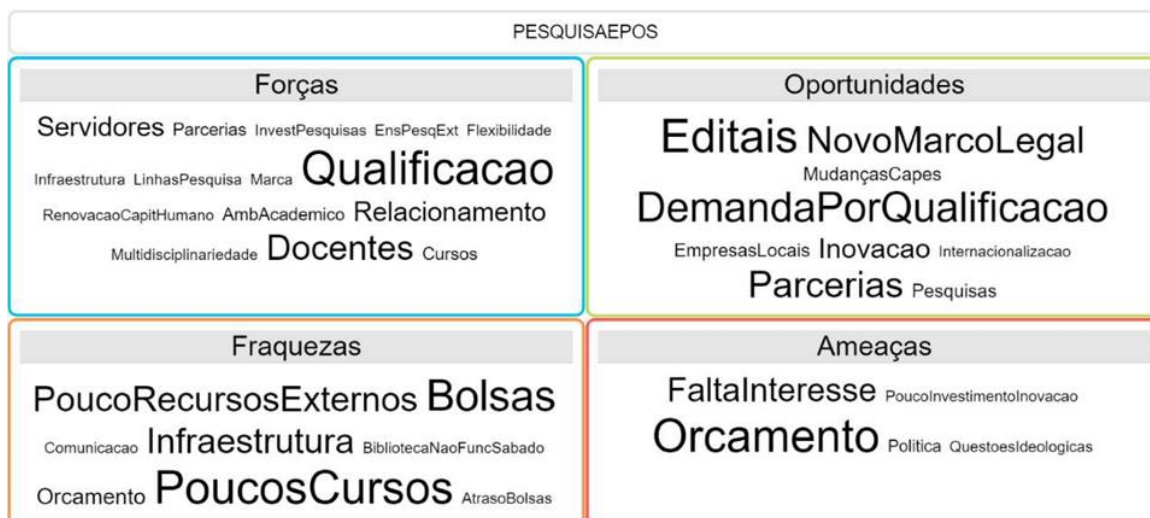 PESQUISAEPOS
Forças
Servidores Parcerias InvestPesquisas EnsPesqExt Flexibilidade
Infraestrutura LinhasPesquisa Marca Qualificacao
RenovacaoCapitHumano AmbAcademico Relacionamento
Multidisciplinariedade Docentes Cursos
Oportunidades
Editais NovoMarcoLegal
MudançasCapes
DemandaPorQualificacao
EmpresasLocais Inovacao Internacionalizacao
Parcerias Pesquisas
Fraquezas
PoucoRecursosExternos Bolsas
Comunicacao Infraestrutura BibliotecaNaoFuncSabado
Orcamento PoucosCursos AtrasoBolsas
Ameaças
FaltaInteresse PoucoInvestimentoInovacao
Orcamento Politica QuestoesIdeologicas